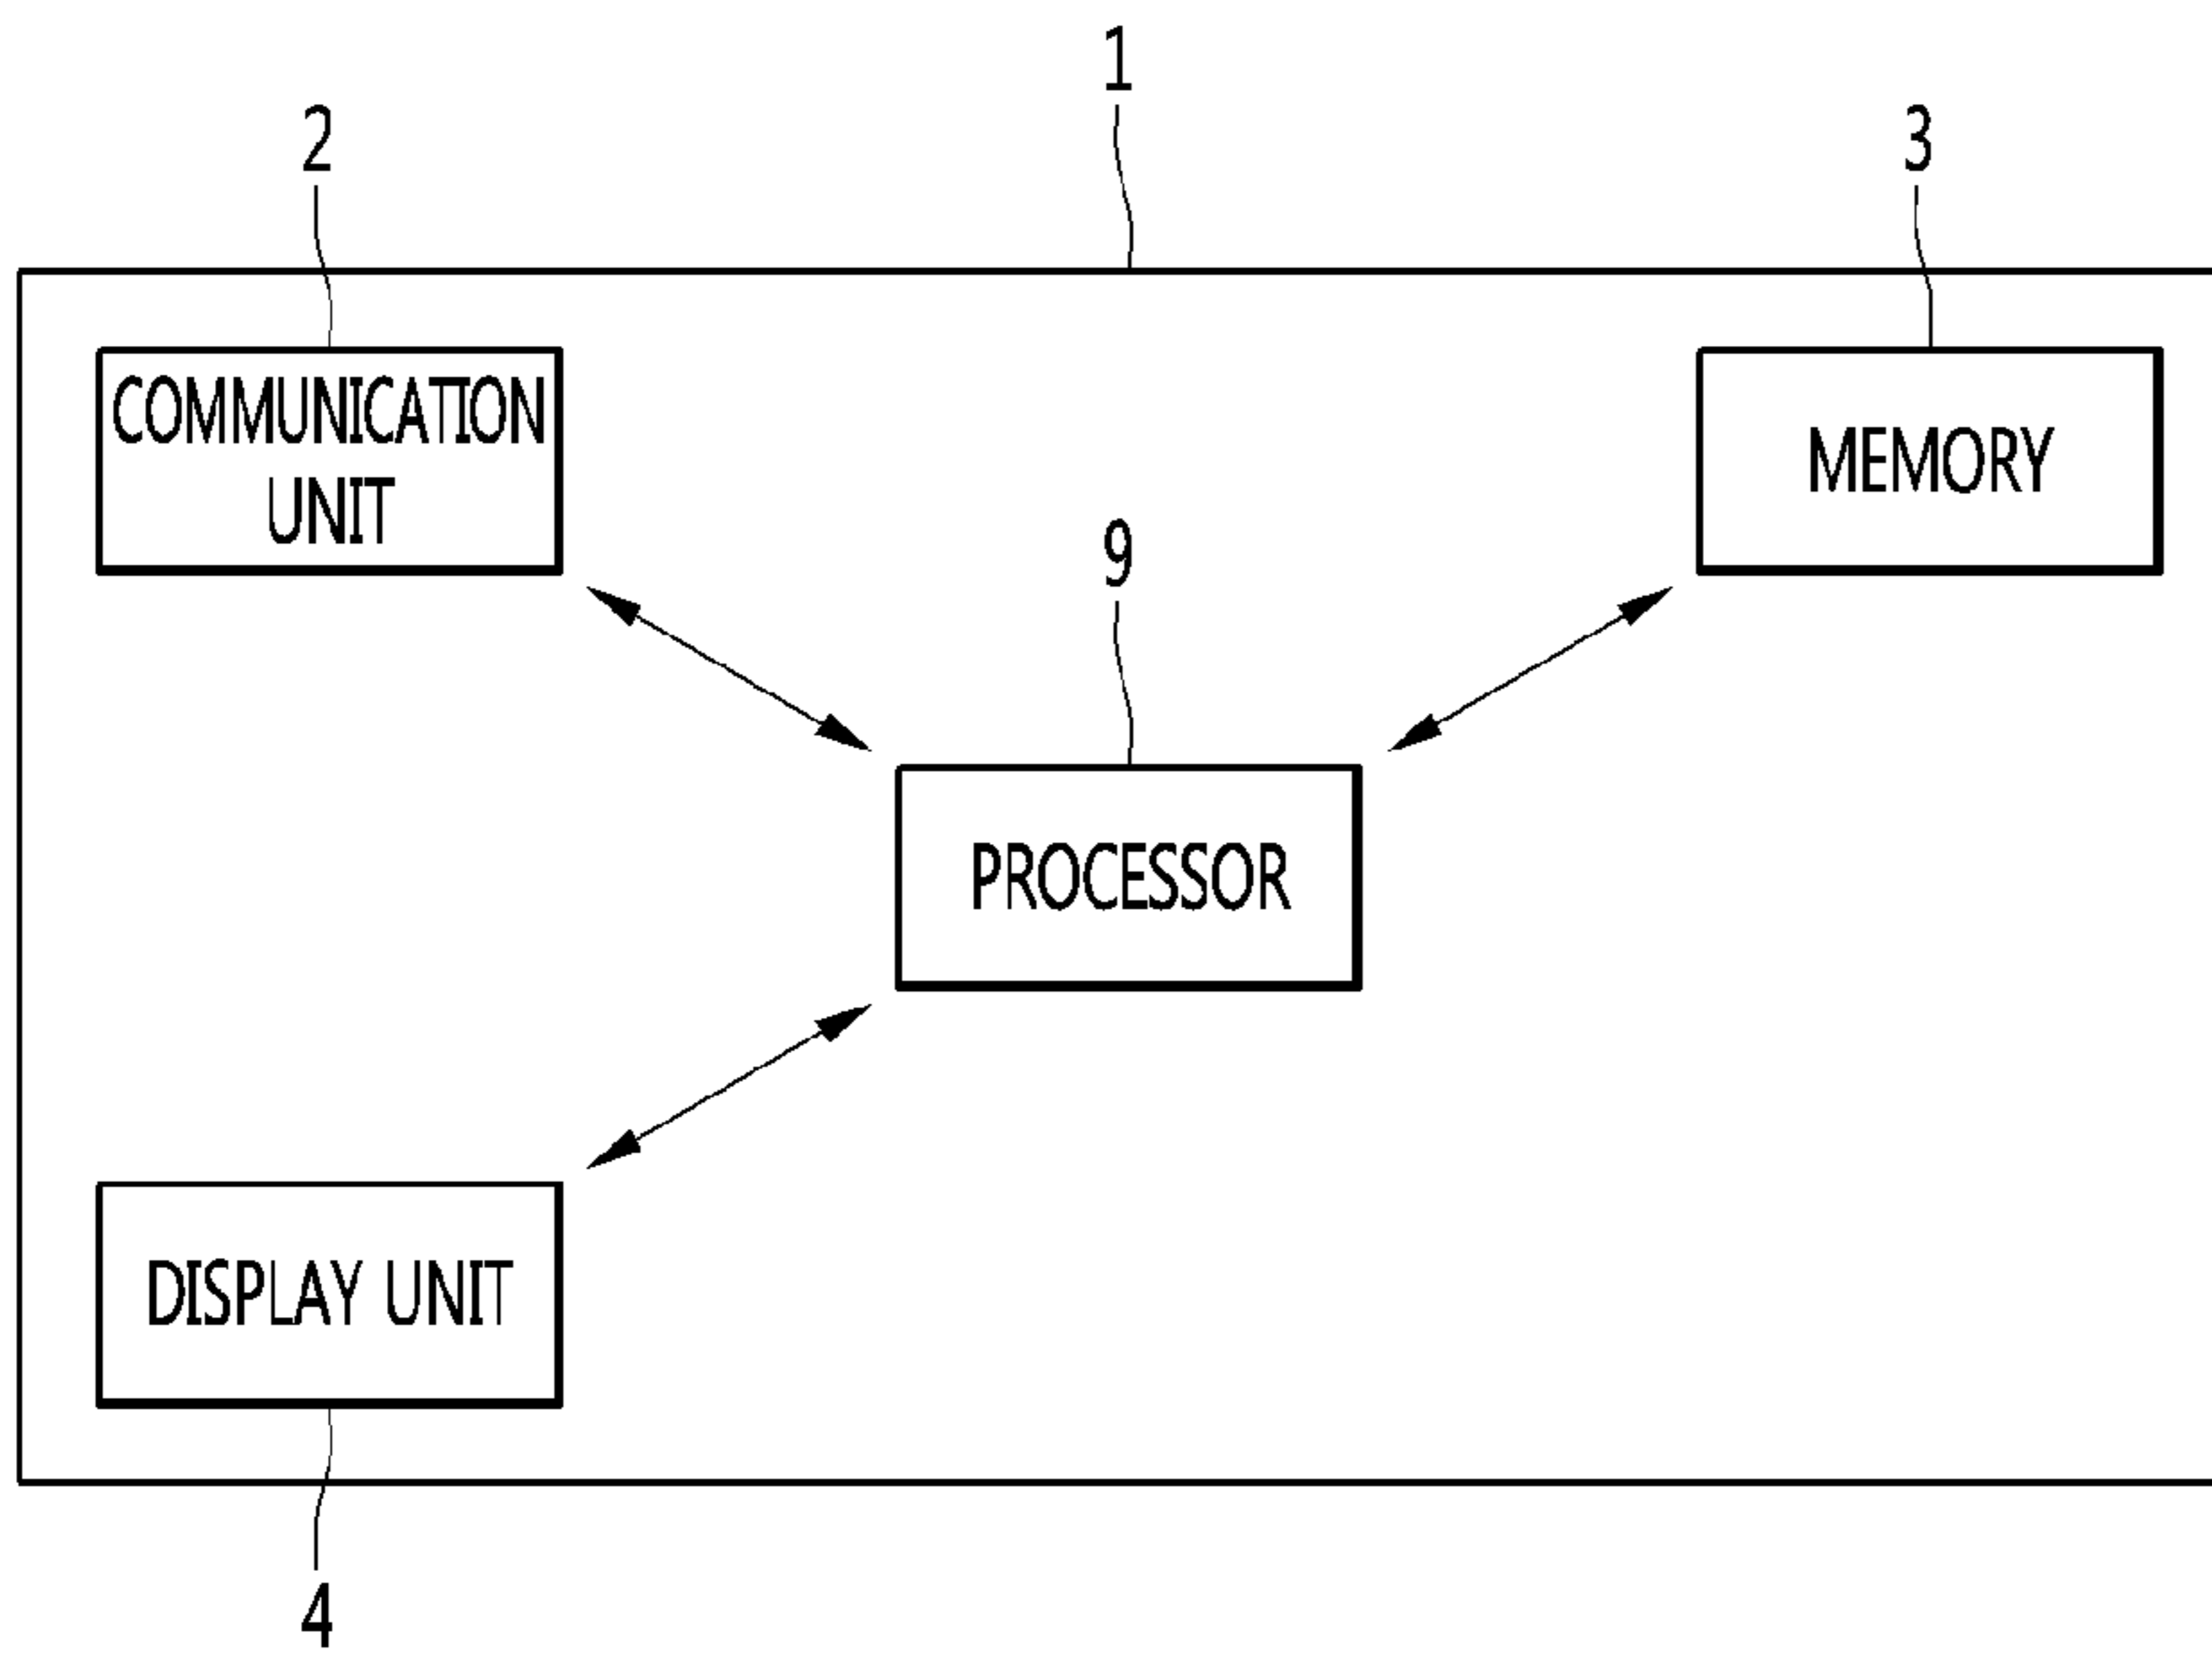 1
2
3
COMMUNICATION
UNIT
MEMORY
9
PROCESSOR
DISPLAY UNIT
4